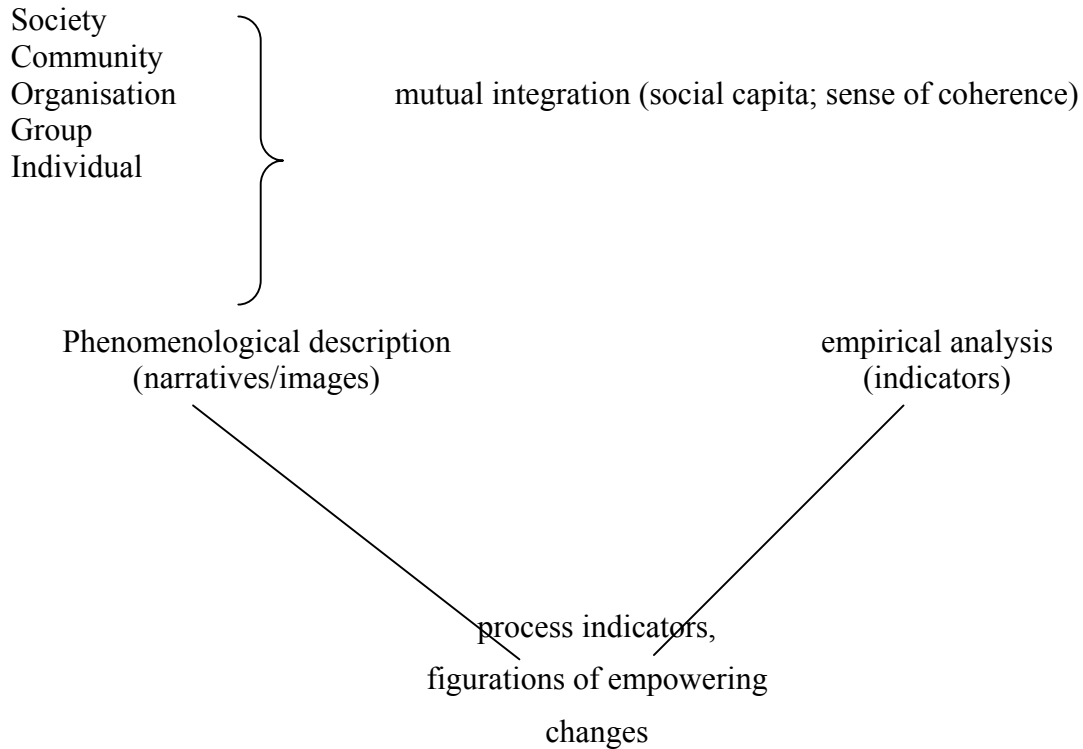 Society
Community
Organisation
Group
Individual
mutual integration (social capita; sense of coherence)
Phenomenological description
(narratives/images)
empirical analysis
(indicators)
process indicators,
figurations of empowering
changes